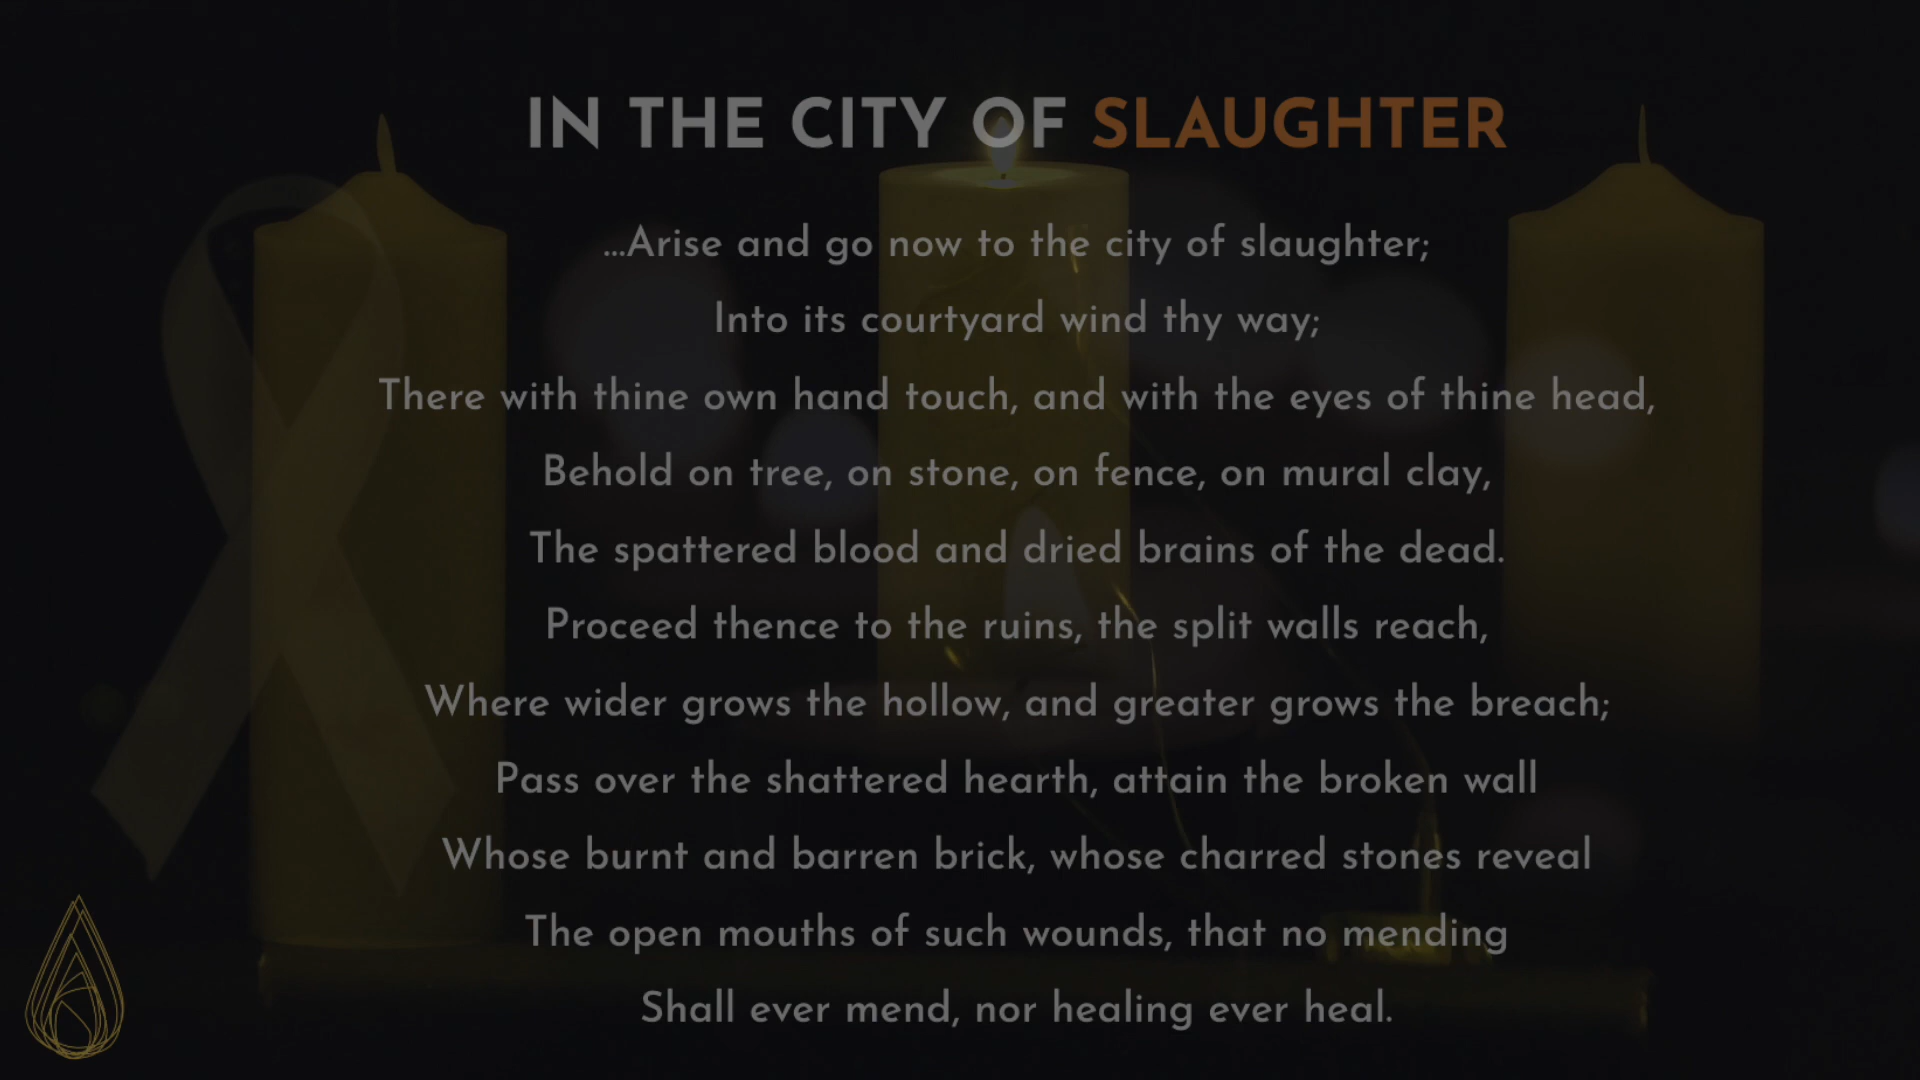 IN THE CITY OF SLAUGHTER
...Arise and go now to the city of slaughter;
Into its courtyard wind thy way;
There with thine own hand touch, and with the eyes of thine head,
Behold on tree, on stone, on fence, on mural clay,
The spattered blood and dried brains of the dead.
Proceed thence to the ruins, the split walls reach,
Where wider grows the hollow, and greater grows the breach;
Pass over the shattered hearth, attain the broken wall
Whose burnt and barren brick, whose charred stones reveal
The open mouths of such wounds, that no mending
Shall ever mend, nor healing ever heal.